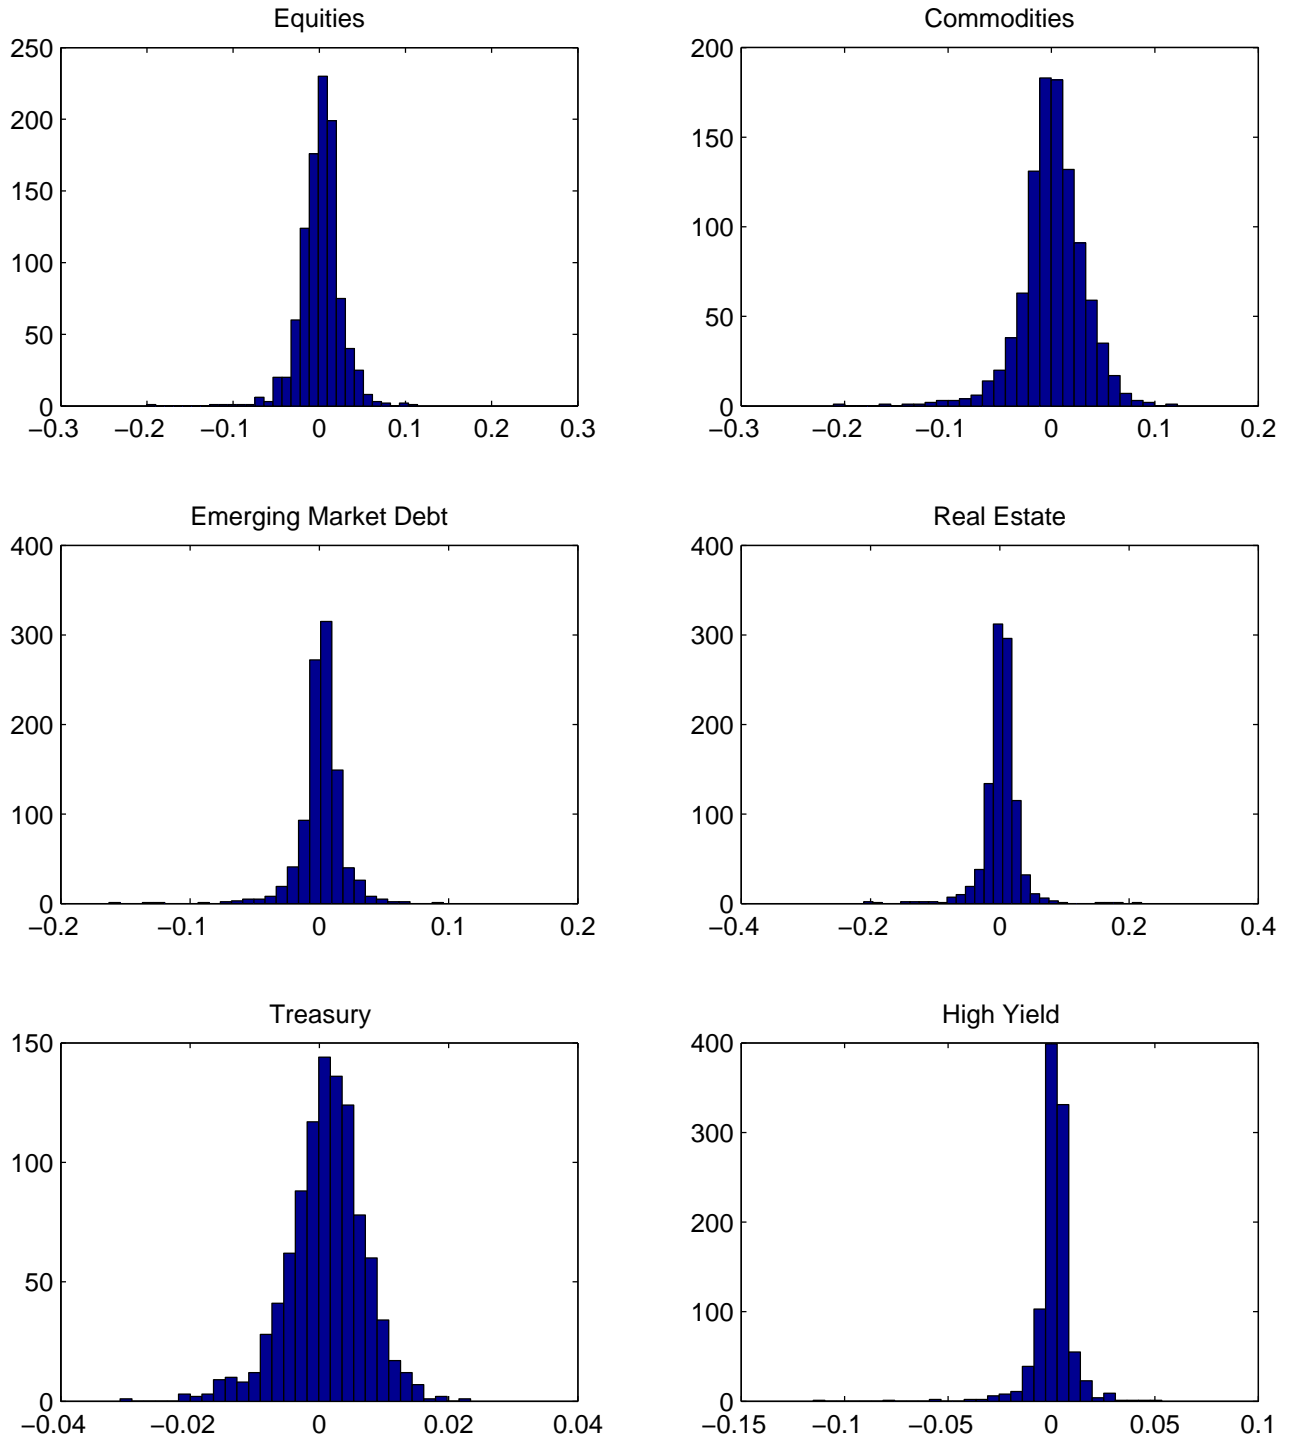 Equities
250
200
150
100
50
0
−0.3 −0.2 −0.1 0 0.1 0.2 0.3
Commodities
200
150
100
50
0
−0.3 −0.2 −0.1 0 0.1 0.2
Emerging Market Debt
400
300
200
100
0
−0.2 −0.1 0 0.1 0.2
Real Estate
400
300
200
100
0
−0.4 −0.2 0 0.2 0.4
Treasury
150
100
50
0
−0.04 −0.02 0 0.02 0.04
High Yield
400
300
200
100
0
−0.15 −0.1 −0.05 0 0.05 0.1